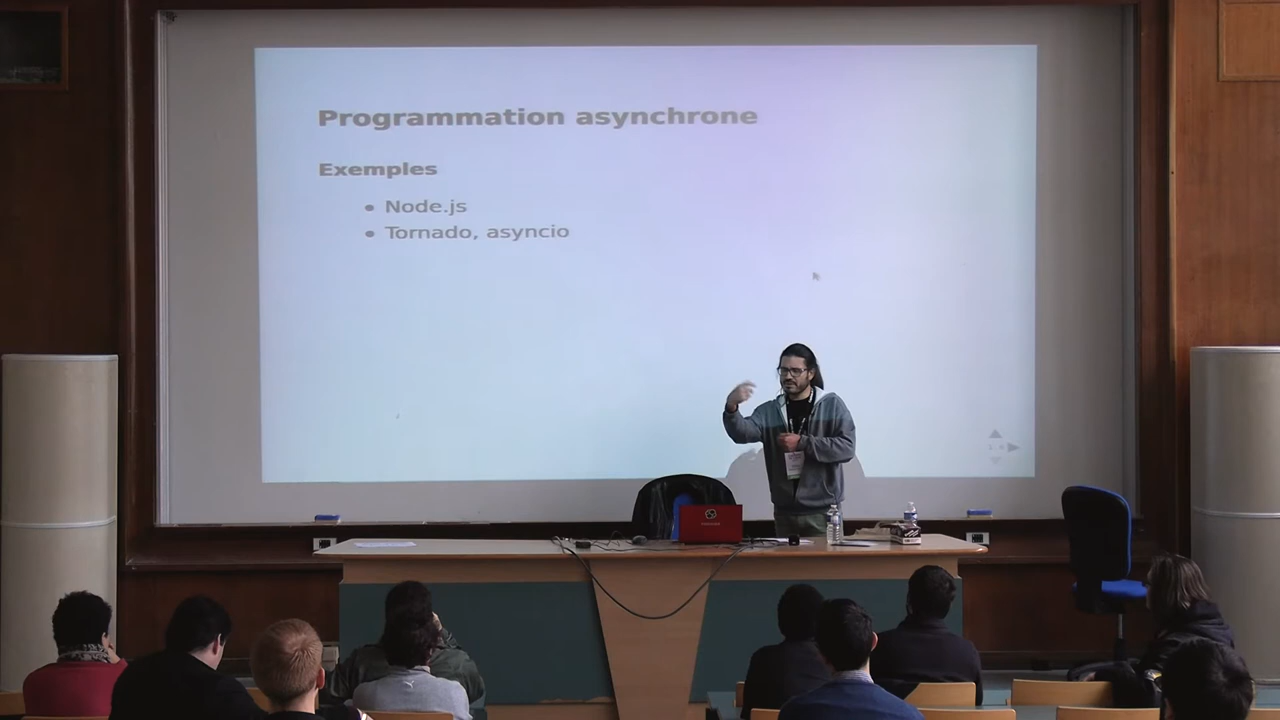 Programmation asynchrone
Exemples
• Node.js
• Tornado, asyncio